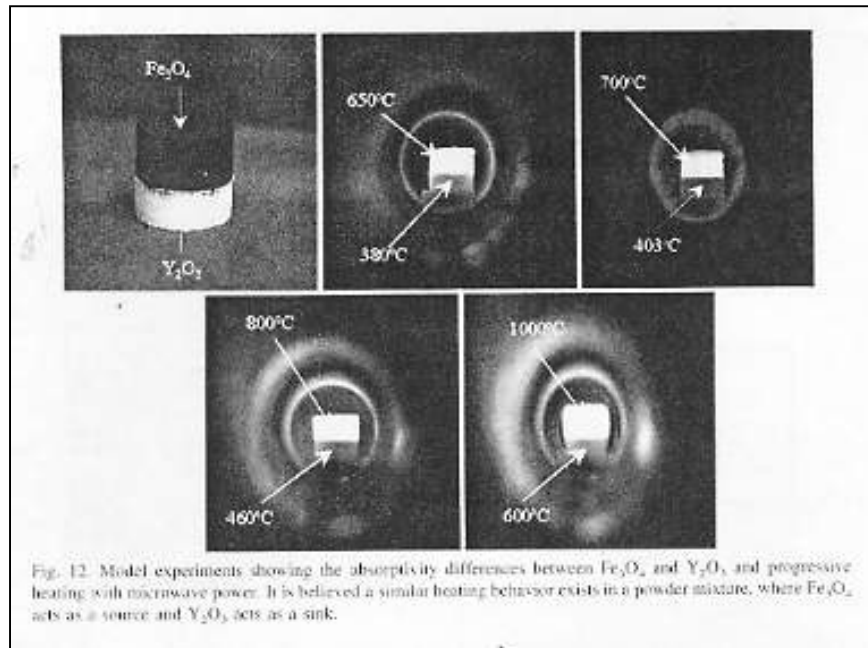 Fe₃O₄
Y₂O₃
650°C
380°C
700°C
403°C
800°C
460°C
1000°C
600°C
Fig. 12. Model experiments showing the absorptivity differences between Fe₃O₄ and Y₂O₃ and progressive
heating with microwave power. It is believed a similar heating behavior exists in a powder mixture, where Fe₃O₄
acts as a source and Y₂O₃ acts as a sink.